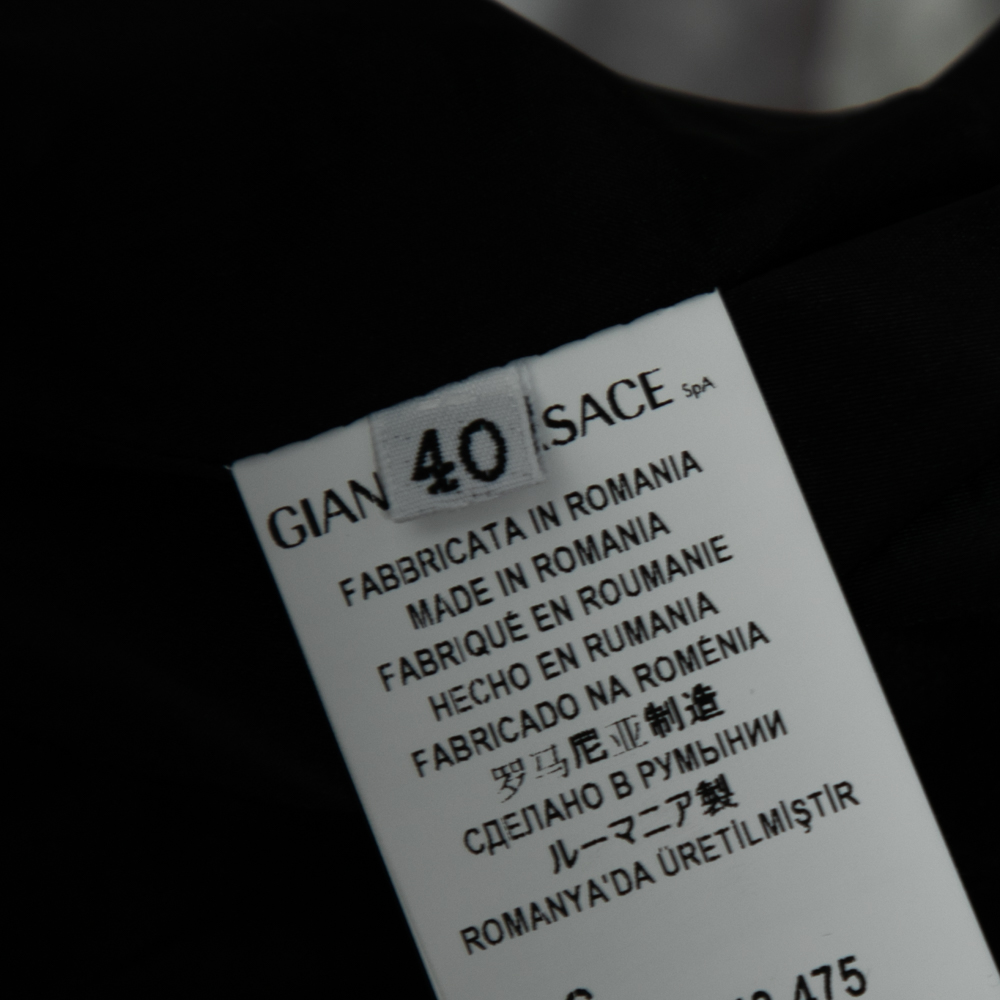 GIAN 40 SACE SpA
FABBRICATA IN ROMANIA
MADE IN ROMANIA
FABRIQUÉ EN ROUMANIE
HECHO EN RUMANIA
FABRICADO NA ROMÉNIA
罗马尼亚制造
СДЕЛАНО В РУМЫНИИ
ルーマニア製
ROMANYA'DA ÜRETİLMİŞTİR
475